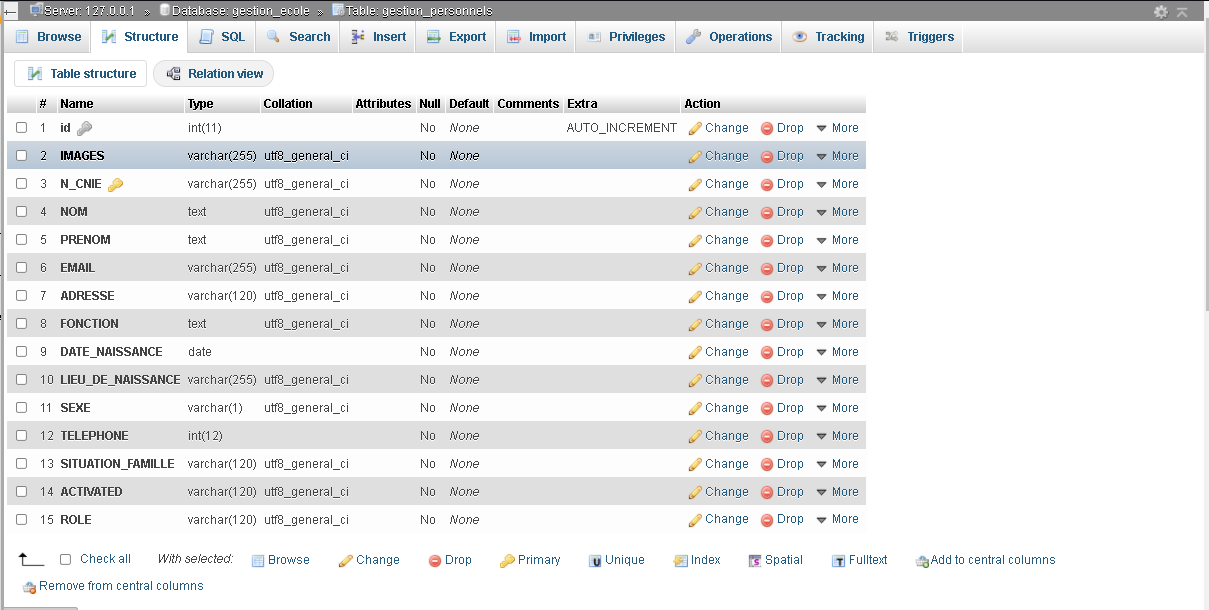 Server: 127.0.0.1 » Database: gestion_ecole » Table: gestion_personnels
Browse Structure SQL Search Insert Export Import Privileges Operations Tracking Triggers
Table structure Relation view
# Name Type Collation Attributes Null Default Comments Extra Action
1 id int(11) No None AUTO_INCREMENT Change Drop More
2 IMAGES varchar(255) utf8_general_ci No None Change Drop More
3 N_CNIE varchar(255) utf8_general_ci No None Change Drop More
4 NOM text utf8_general_ci No None Change Drop More
5 PRENOM text utf8_general_ci No None Change Drop More
6 EMAIL varchar(255) utf8_general_ci No None Change Drop More
7 ADRESSE varchar(120) utf8_general_ci No None Change Drop More
8 FONCTION text utf8_general_ci No None Change Drop More
9 DATE_NAISSANCE date No None Change Drop More
10 LIEU_DE_NAISSANCE varchar(255) utf8_general_ci No None Change Drop More
11 SEXE varchar(1) utf8_general_ci No None Change Drop More
12 TELEPHONE int(12) No None Change Drop More
13 SITUATION_FAMILLE varchar(120) utf8_general_ci No None Change Drop More
14 ACTIVATED varchar(120) utf8_general_ci No None Change Drop More
15 ROLE varchar(120) utf8_general_ci No None Change Drop More
Check all With selected: Browse Change Drop Primary Unique Index Spatial Fulltext Add to central columns
Remove from central columns